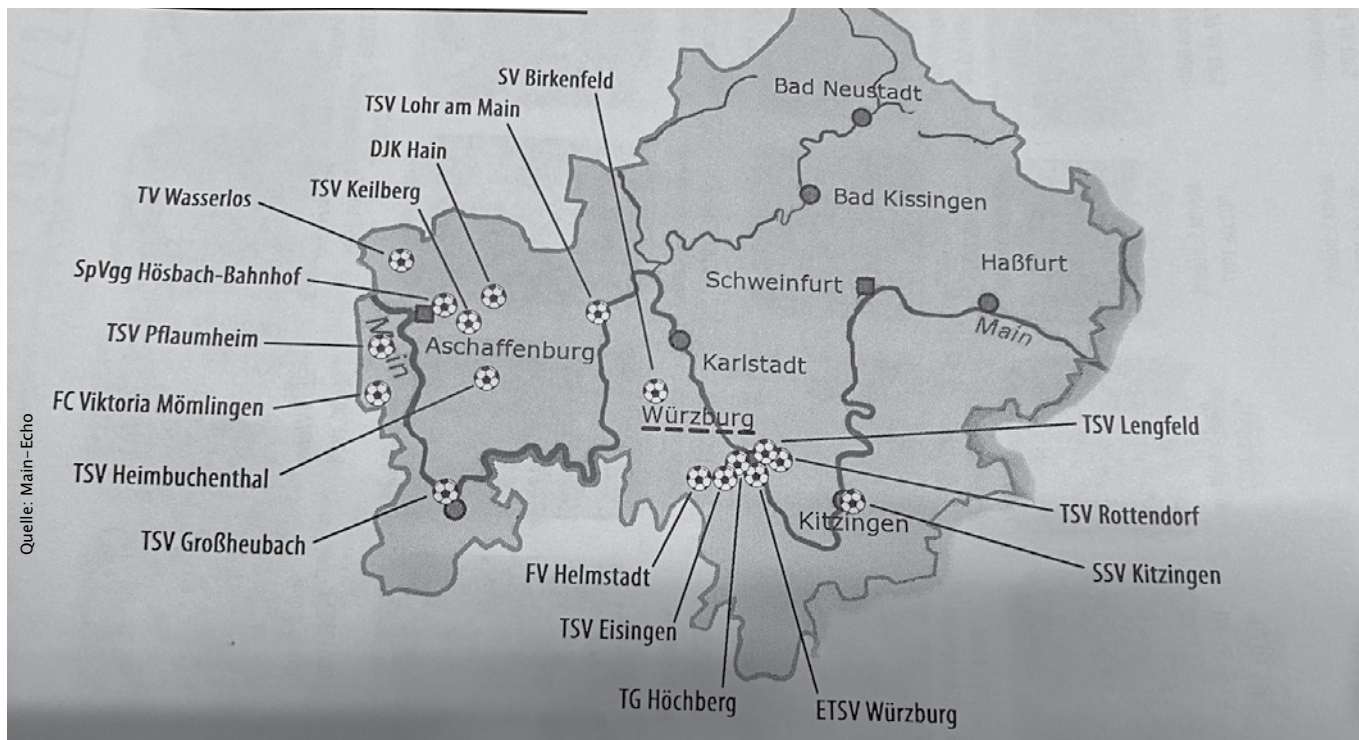 SV Birkenfeld
Bad Neustadt
TSV Lohr am Main
DJK Hain
TSV Keilberg
TV Wasserlos
Bad Kissingen
SpVgg Hösbach-Bahnhof
Haßfurt
Schweinfurt
Main
TSV Pflaumheim
Main
Aschaffenburg
Karlstadt
FC Viktoria Mömlingen
Würzburg
TSV Lengfeld
TSV Heimbuchenthal
TSV Rottendorf
Kitzingen
TSV Großheubach
FV Helmstadt
SSV Kitzingen
TSV Eisingen
TG Höchberg
ETSV Würzburg
Quelle: Main-Echo